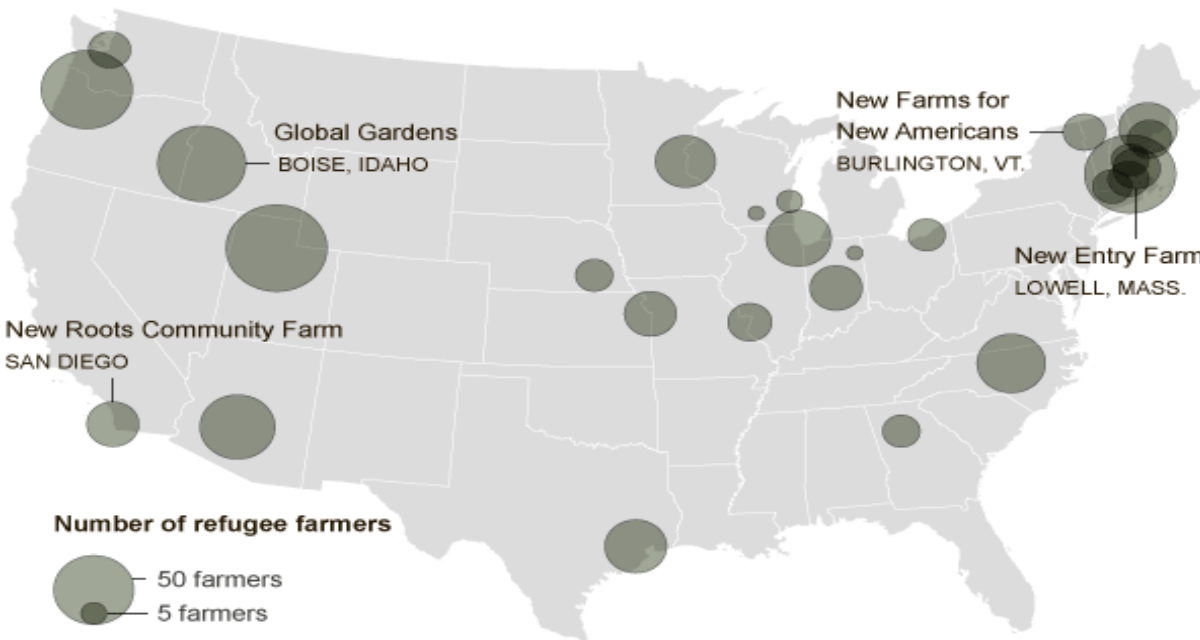 New Farms for
New Americans
BURLINGTON, VT.
Global Gardens
BOISE, IDAHO
New Entry Farm
LOWELL, MASS.
New Roots Community Farm
SAN DIEGO
Number of refugee farmers
50 farmers
5 farmers